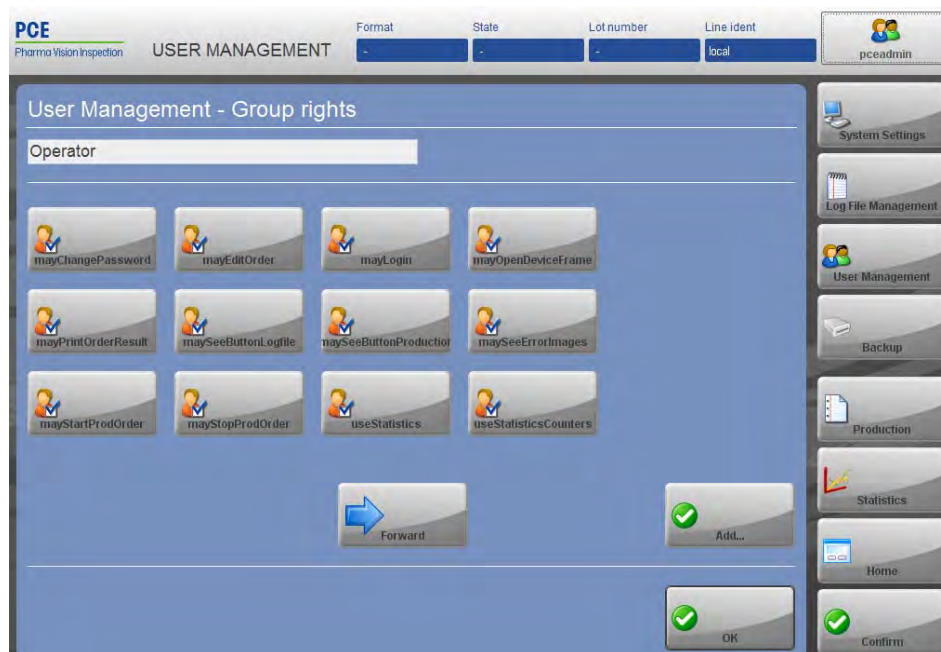 PCE
Pharma Vision Inspection
USER MANAGEMENT
Format
State
Lot number
Line ident
-
-
-
local
pceadmin
User Management - Group rights
Operator
mayChangePassword
mayEditOrder
mayLogin
mayOpenDeviceFrame
mayPrintOrderResult
maySeeButtonLogfile
maySeeButtonProduction
maySeeErrorImages
mayStartProdOrder
mayStopProdOrder
useStatistics
useStatisticsCounters
Forward
Add...
OK
System Settings
Log File Management
User Management
Backup
Production
Statistics
Home
Confirm